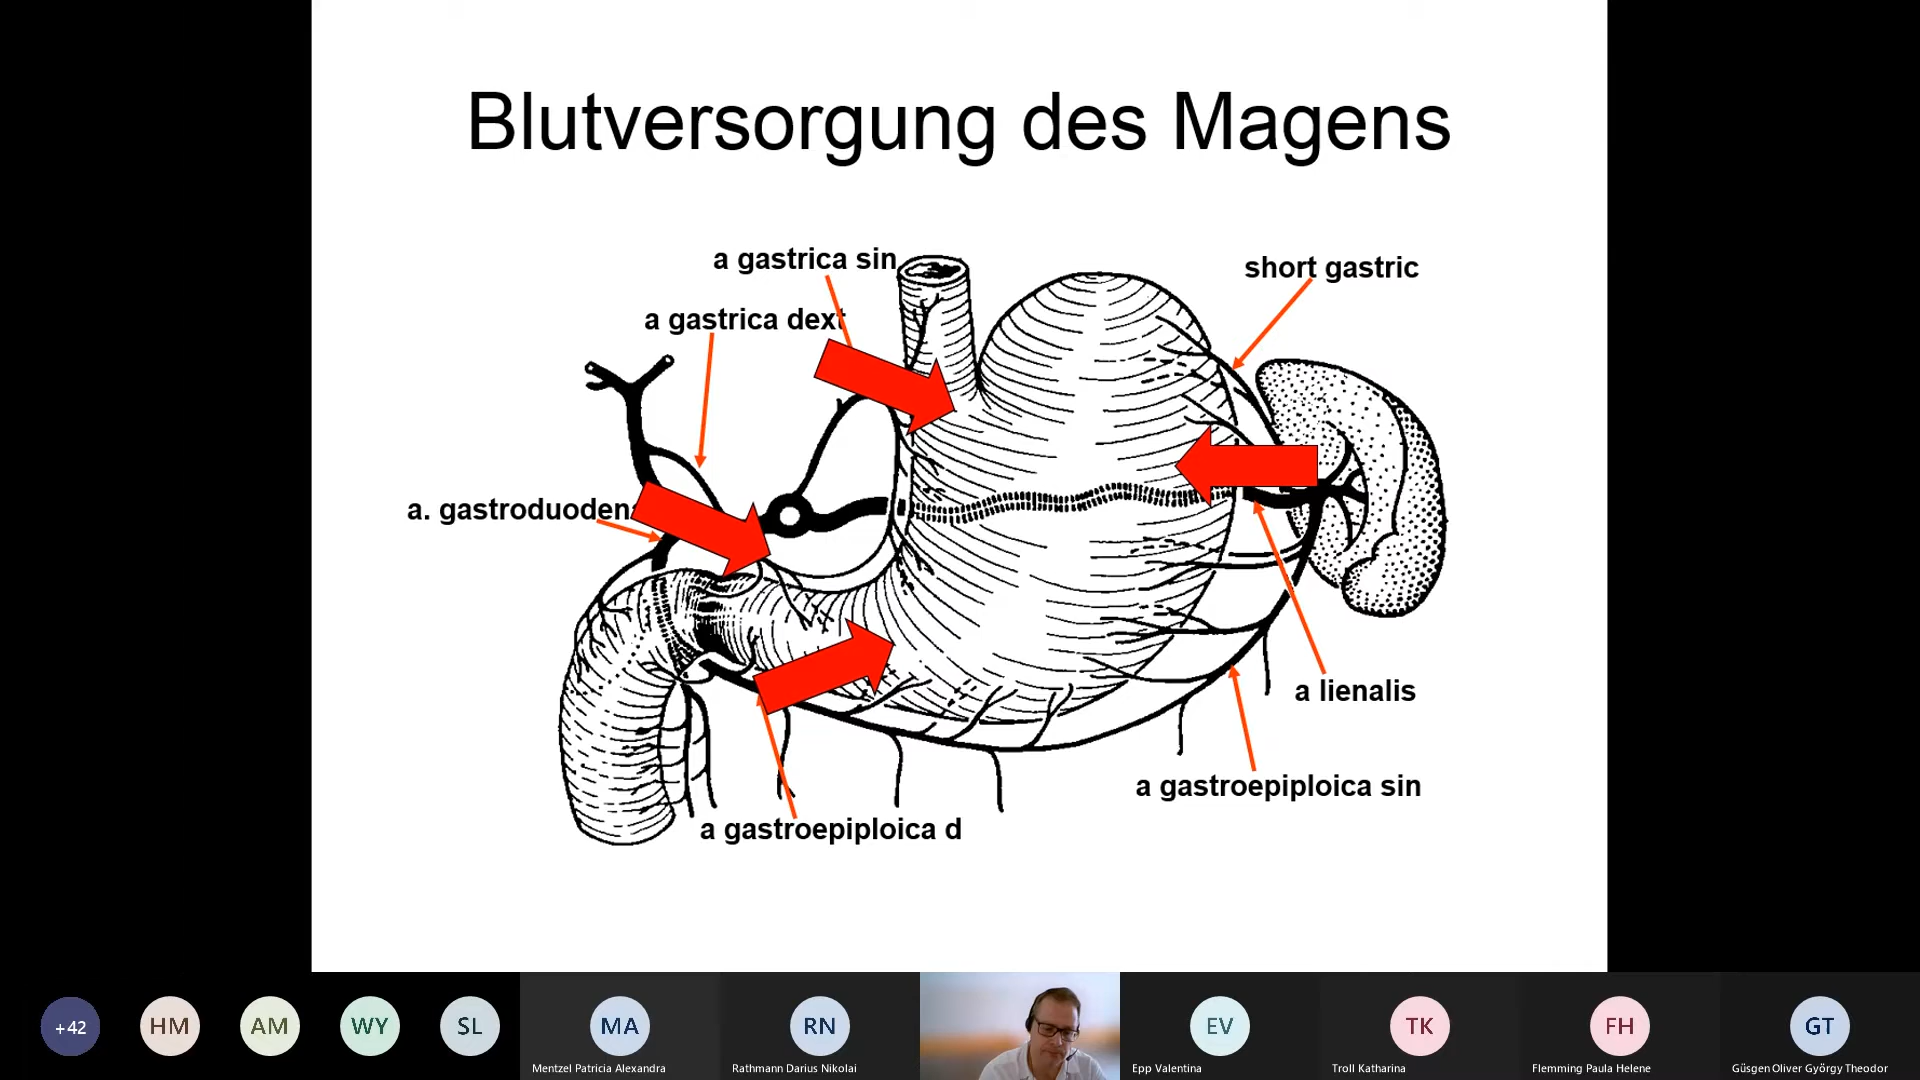 Blutversorgung des Magens
a gastrica sin
short gastric
a gastrica dext
a. gastroduodena
a lienalis
a gastroepiploica sin
a gastroepiploica d
+42
HM
AM
WY
SL
MA
RN
EV
TK
FH
GT
Mentzel Patricia Alexandra
Rathmann Darius Nikolai
Epp Valentina
Troll Katharina
Flemming Paula Helene
Güsgen Oliver György Theodor